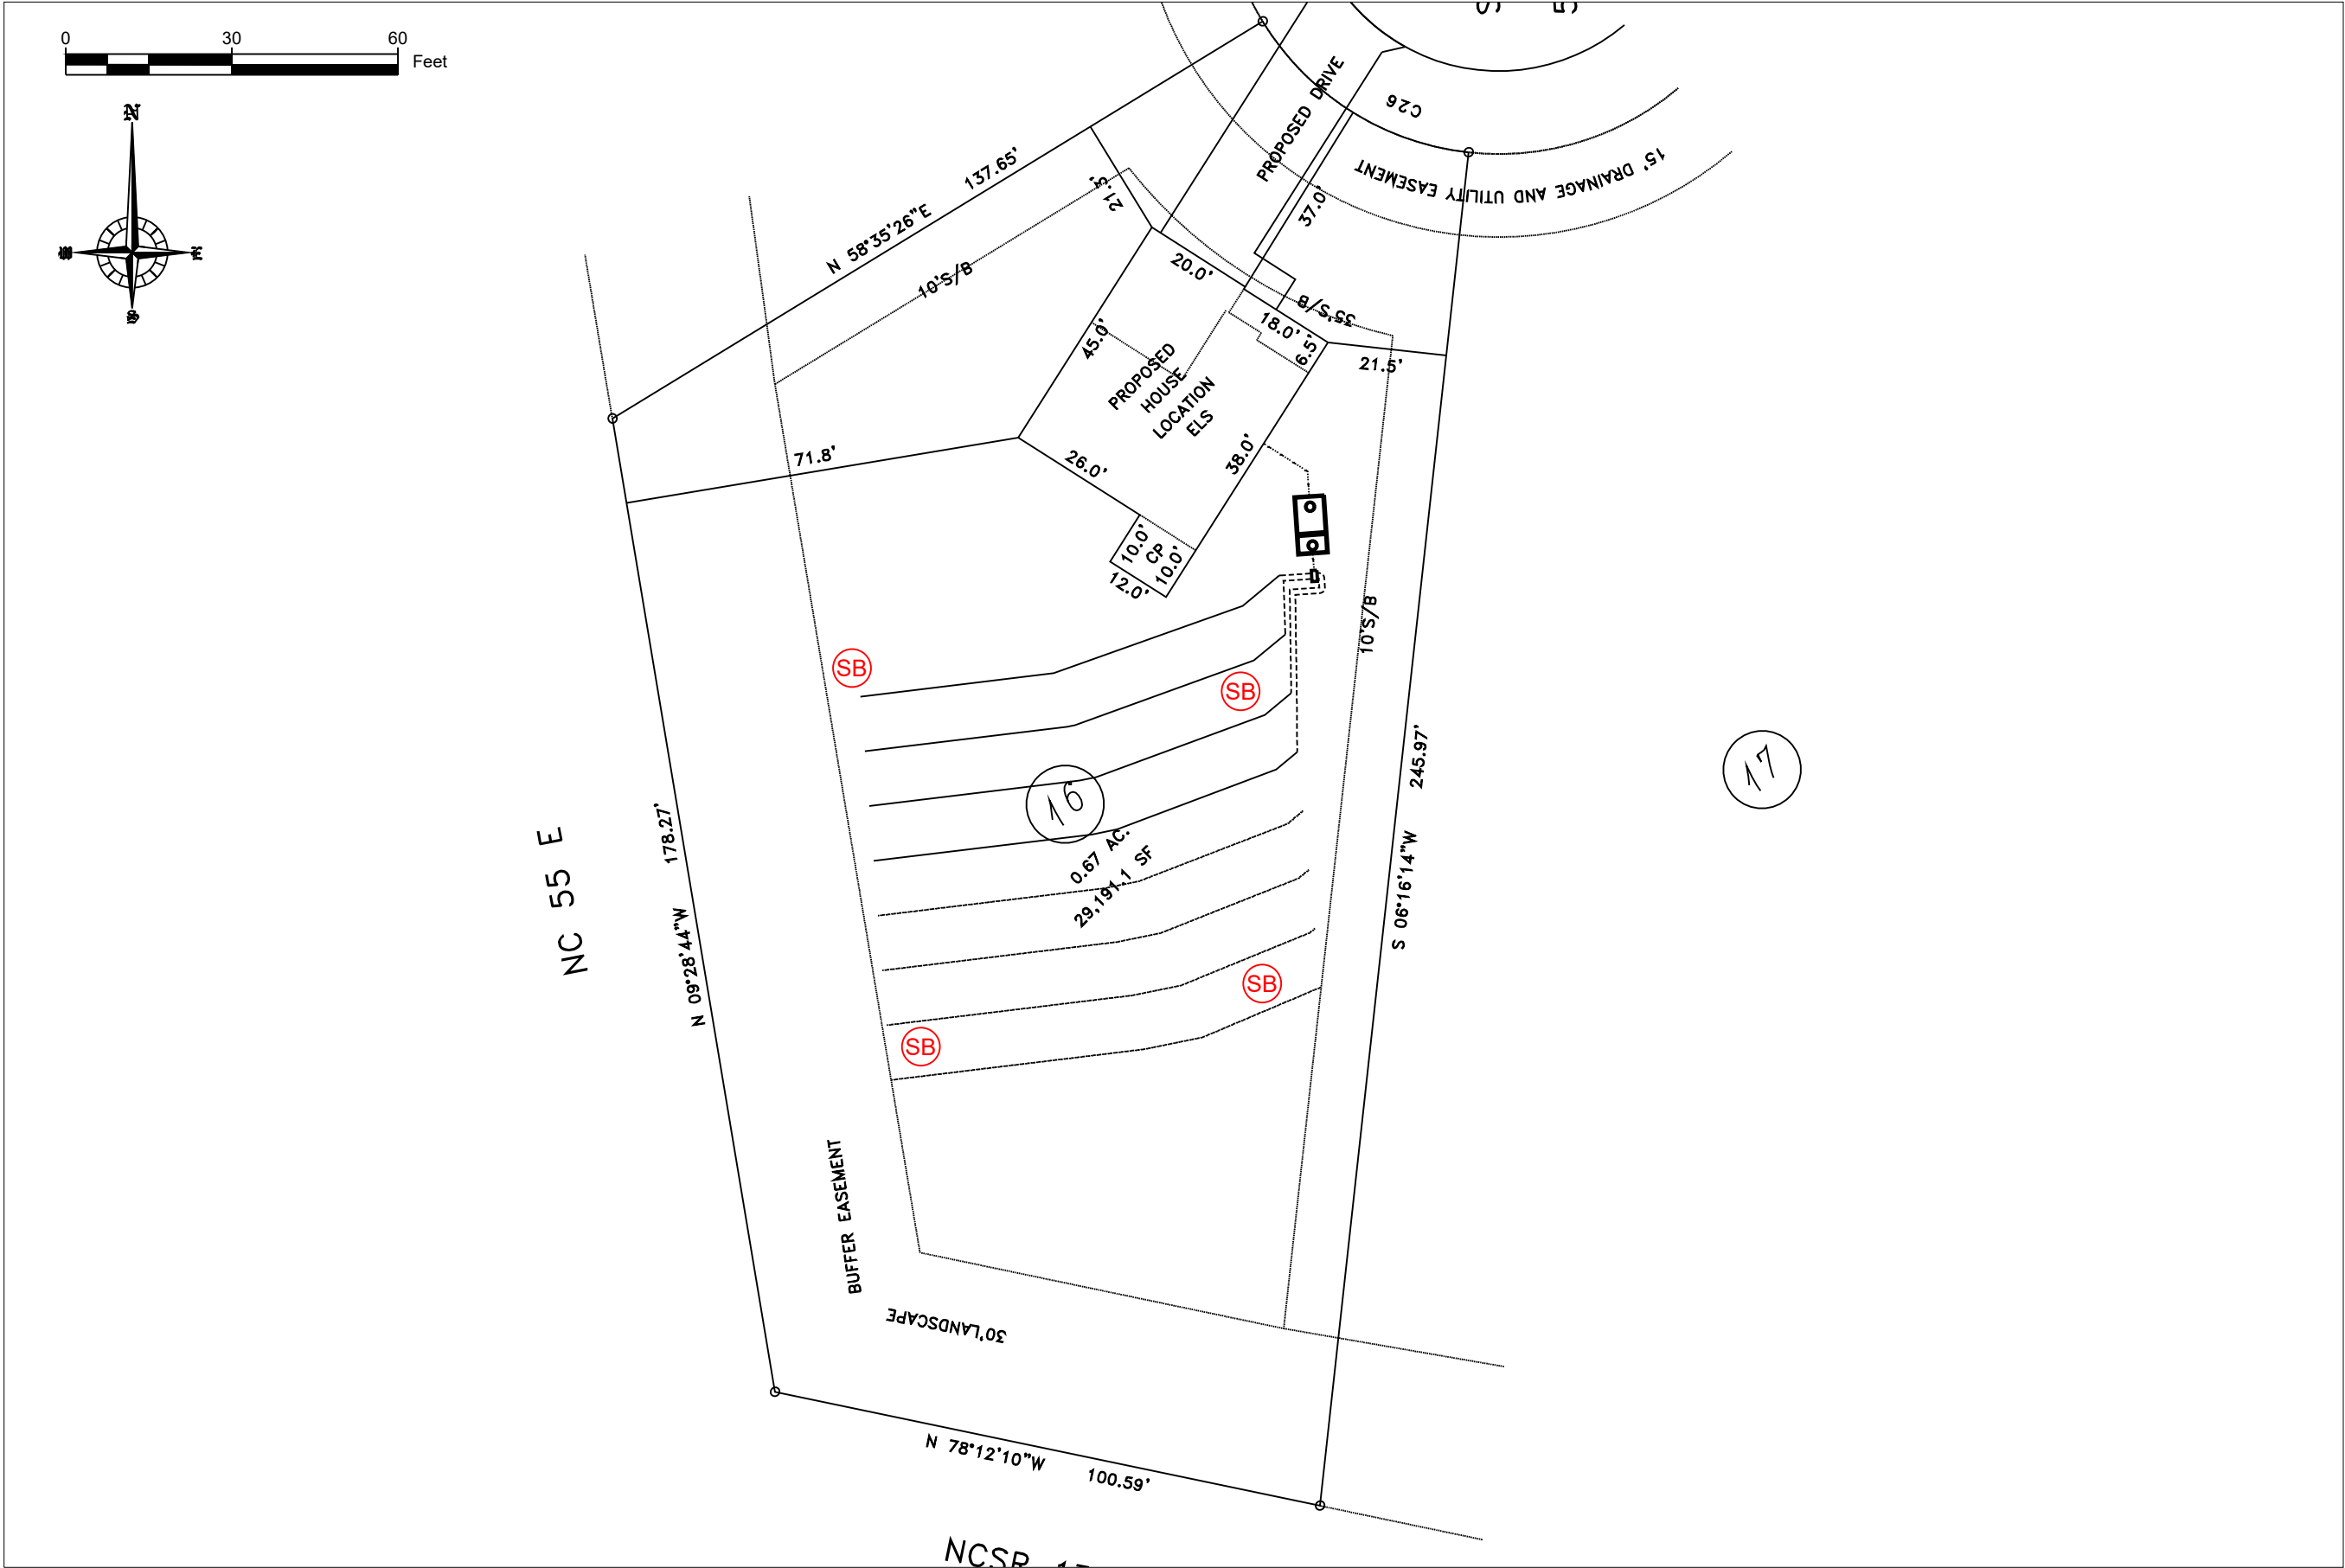 0 30 60
Feet
N
W E
S
C26
PROPOSED DRIVE
15' DRAINAGE AND UTILITY EASEMENT
N 58°35'26"E 137.65'
21.3'
37.0'
10'S/B
20.0'
35'S/B
18.0'
6.5'
21.5'
45.0'
PROPOSED
HOUSE
LOCATION
ELS
71.8'
26.0'
38.0'
10.0'
CP
10.0'
12.0'
10'S/B
SB
SB
16
17
0.67 AC.
29,191.1 SF
NC 55 E
N 09°28'44"W 178.27'
S 06°16'14"W 245.97'
SB
SB
BUFFER EASEMENT
30'LANDSCAPE
N 78°12'10"W 100.59'
NCSR